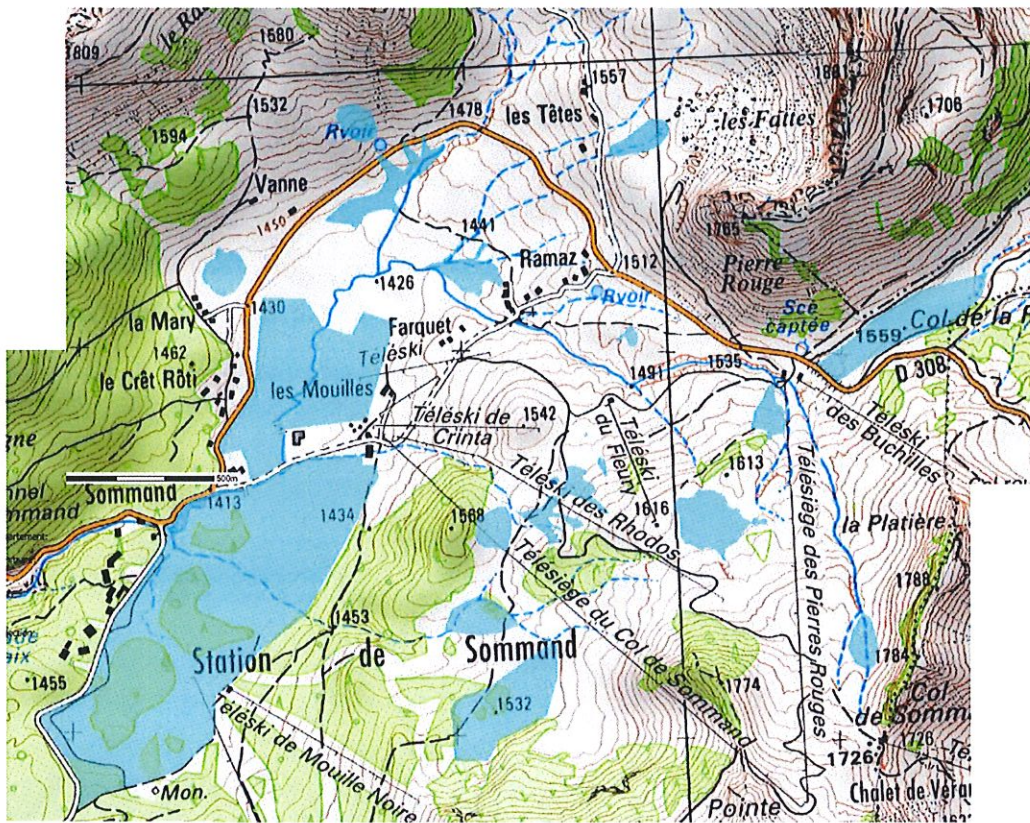 1809
1580
1532
1594
Vanne
1450
Rvoir
1478
les Têtes
1557
1881
1706
les Fattes
1441
1765
Pierre
Rouge
Ramaz
1512
Rvoir
Sce
captée
1559
Col de la
1426
1430
la Mary
1462
le Crêt Rôti
Farquet
Téléski
les Mouilles
1491
1535
D 308
Téléski de
Crinta
1542
Téléski
du Fleury
Téléski
des Buchilles
P
500m
Sommand
1413
1434
1568
1613
1616
Téléski des Rhodos
Télésiège des Pierres Rouges
la Platière
1788
1784
Télésiège du Col de Sommand
1453
Station de Sommand
1455
1532
1774
Col
de Somm
1726
1726
Téléski de Mouille Noire
Mon.
Pointe
Chalet de Véran